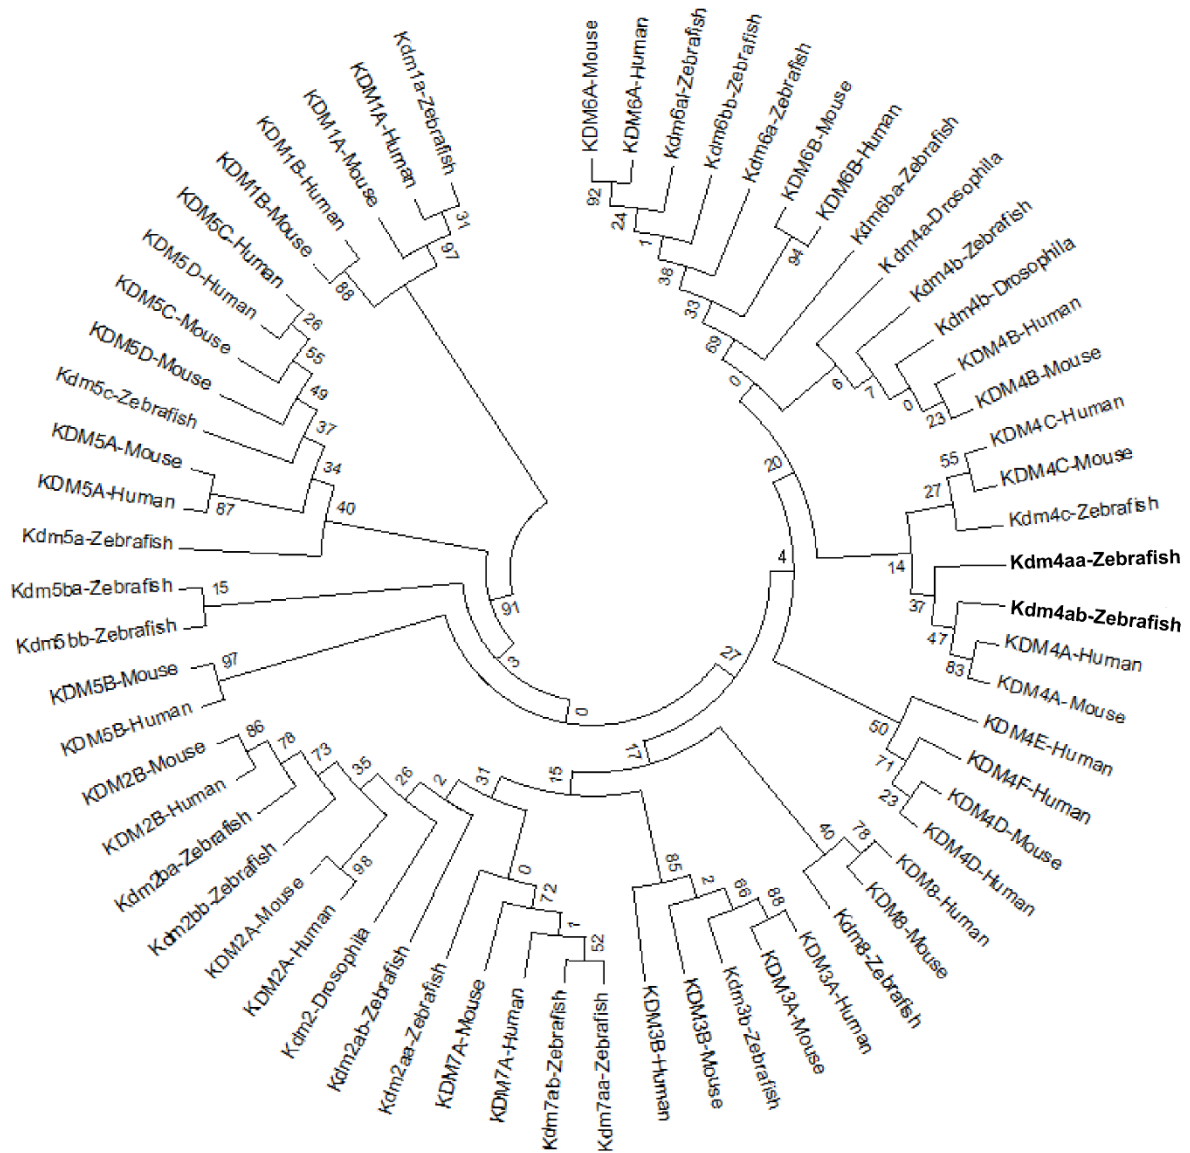 KDM6A-Mouse
KDM6A-Human
Kdm6al-Zebrafish
Kdm6bb-Zebrafish
Kdm6a-Zebrafish
KDM6B-Mouse
KDM6B-Human
Kdm6ba-Zebrafish
Kdm4a-Drosophila
Kdm4b-Zebrafish
Kdm4b-Drosophila
KDM4B-Human
KDM4B-Mouse
KDM4C-Human
KDM4C-Mouse
Kdm4c-Zebrafish
Kdm4aa-Zebrafish
Kdm4ab-Zebrafish
KDM4A-Human
KDM4A-Mouse
KDM4E-Human
KDM4F-Human
KDM4D-Mouse
KDM4D-Human
KDM8-Human
KDM8-Mouse
Kdm8-Zebrafish
KDM3A-Human
KDM3A-Mouse
Kdm3b-Zebrafish
KDM3B-Mouse
KDM3B-Human
Kdm7aa-Zebrafish
Kdm7ab-Zebrafish
KDM7A-Human
KDM7A-Mouse
Kdm2aa-Zebrafish
Kdm2ab-Zebrafish
Kdm2-Drosophila
KDM2A-Human
KDM2A-Mouse
Kdm2bb-Zebrafish
Kdm2ba-Zebrafish
KDM2B-Human
KDM2B-Mouse
KDM5B-Human
KDM5B-Mouse
Kdm5bb-Zebrafish
Kdm5ba-Zebrafish
Kdm5a-Zebrafish
KDM5A-Human
KDM5A-Mouse
Kdm5c-Zebrafish
KDM5D-Mouse
KDM5C-Mouse
KDM5D-Human
KDM5C-Human
KDM1B-Mouse
KDM1B-Human
KDM1A-Mouse
KDM1A-Human
Kdm1a-Zebrafish
92
24
1
38
94
33
69
0
6
7
0
23
20
55
27
14
37
47
83
4
50
71
23
27
40
78
17
15
85
2
66
88
31
0
72
1
52
2
26
35
98
73
78
86
0
97
3
15
91
40
87
34
37
49
55
26
88
97
31